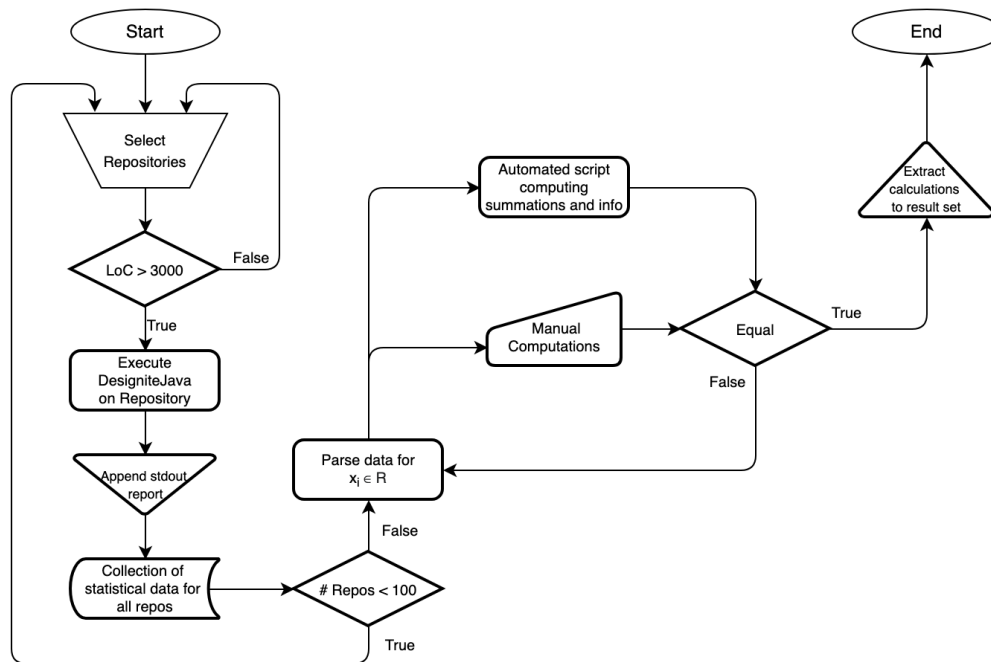 Start
End
Select
Repositories
LoC > 3000
False
True
Execute
DesigniteJava
on Repository
Append stdout
report
Collection of
statistical data for
all repos
# Repos < 100
True
False
Parse data for
xᵢ ∈ R
Automated script
computing
summations and info
Manual
Computations
Equal
True
False
Extract
calculations
to result set